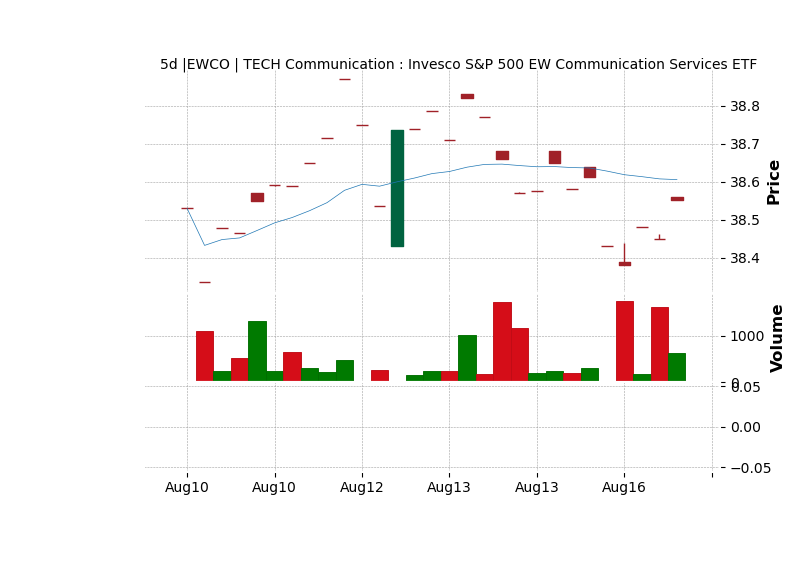 5d |EWCO | TECH Communication : Invesco S&P 500 EW Communication Services ETF
38.8
38.7
38.6
38.5
38.4
Price
1000
0
Volume
0.05
0.00
−0.05
Aug10 Aug10 Aug12 Aug13 Aug13 Aug16